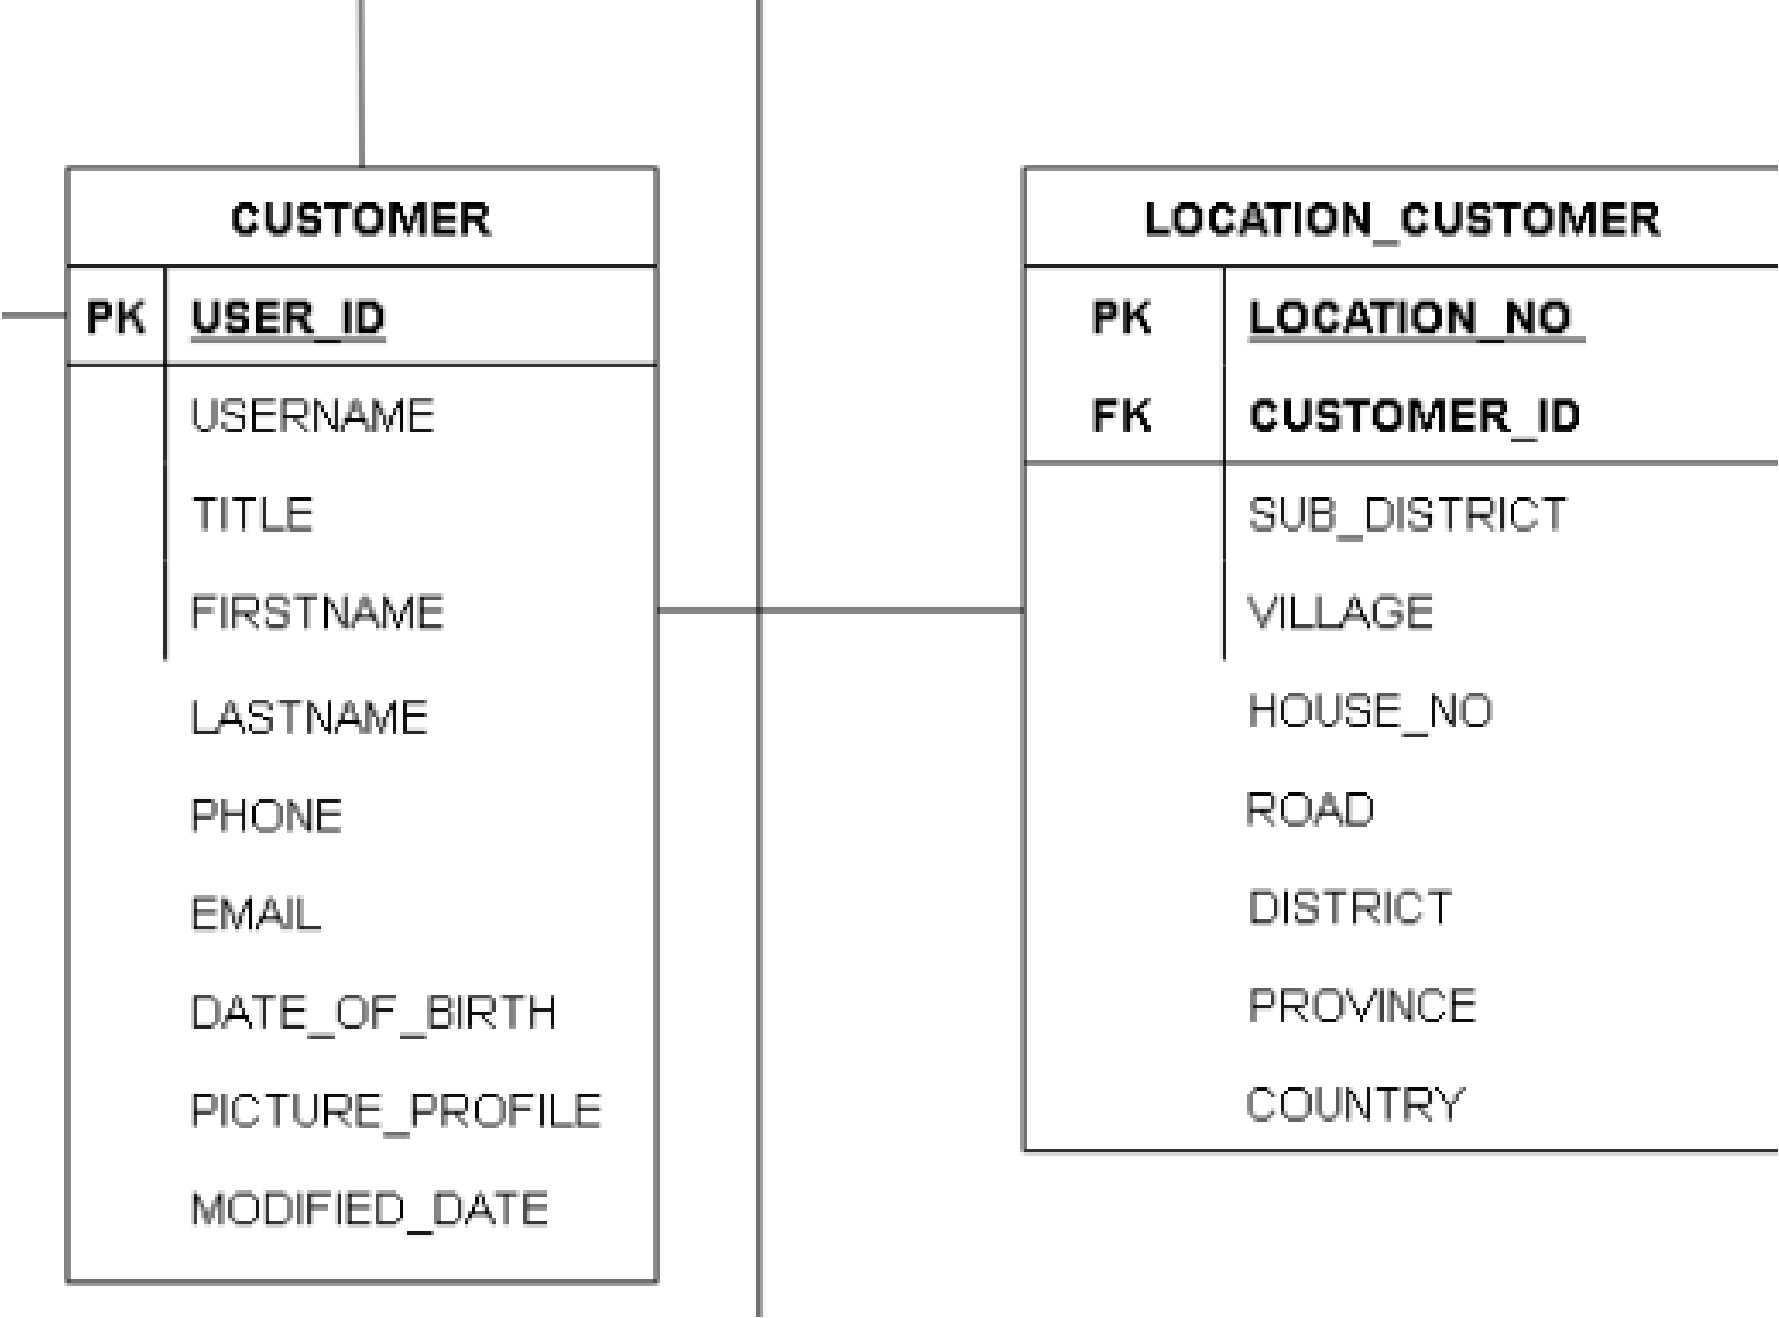 CUSTOMER
PK USER_ID
USERNAME
TITLE
FIRSTNAME
LASTNAME
PHONE
EMAIL
DATE_OF_BIRTH
PICTURE_PROFILE
MODIFIED_DATE
LOCATION_CUSTOMER
PK LOCATION_NO
FK CUSTOMER_ID
SUB_DISTRICT
VILLAGE
HOUSE_NO
ROAD
DISTRICT
PROVINCE
COUNTRY